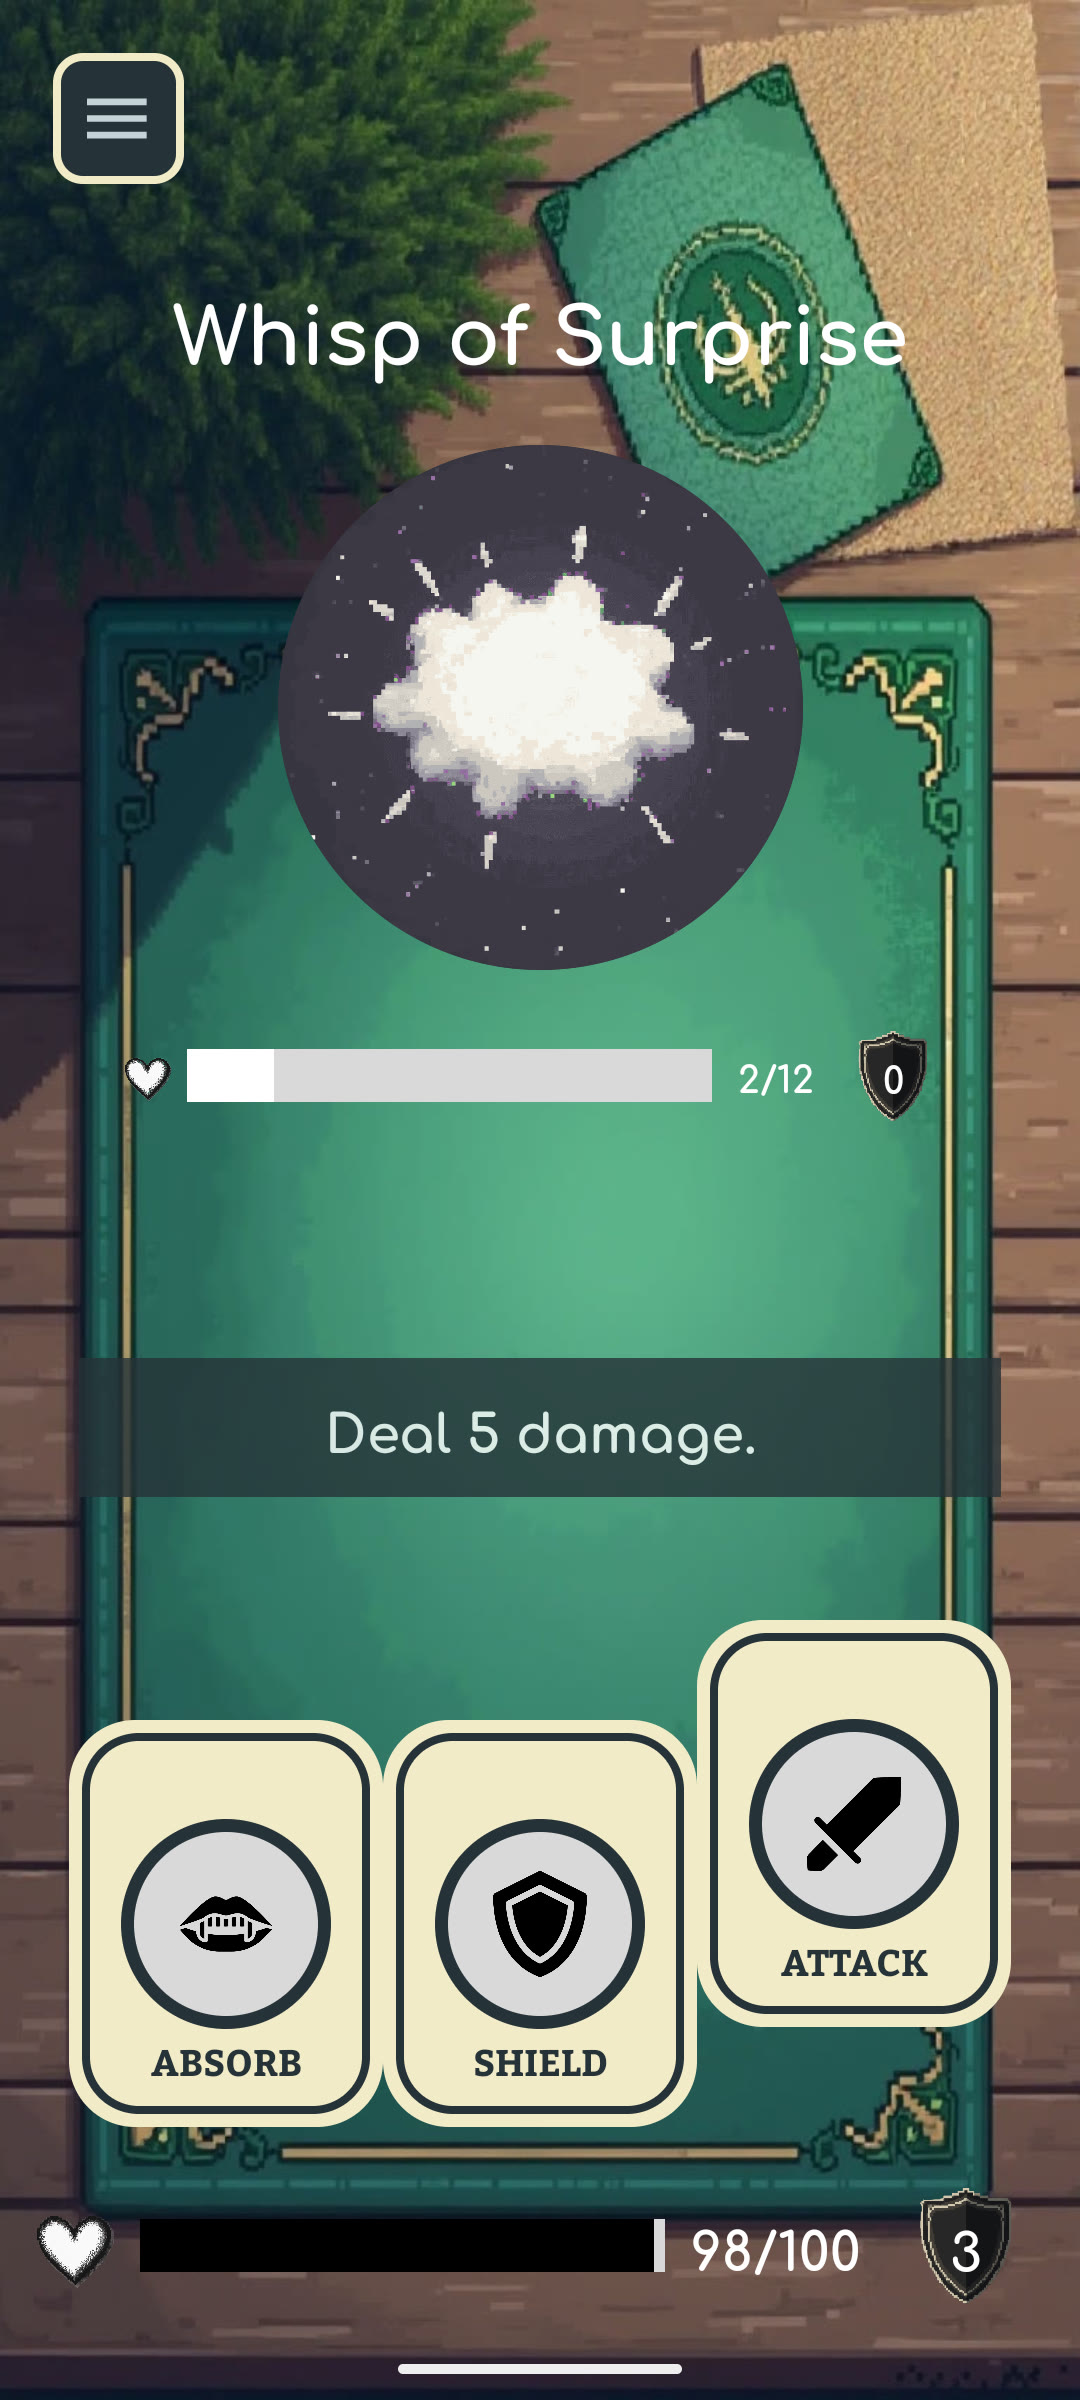 Whisp of Surprise
2/12
0
Deal 5 damage.
ATTACK
ABSORB
SHIELD
98/100
3